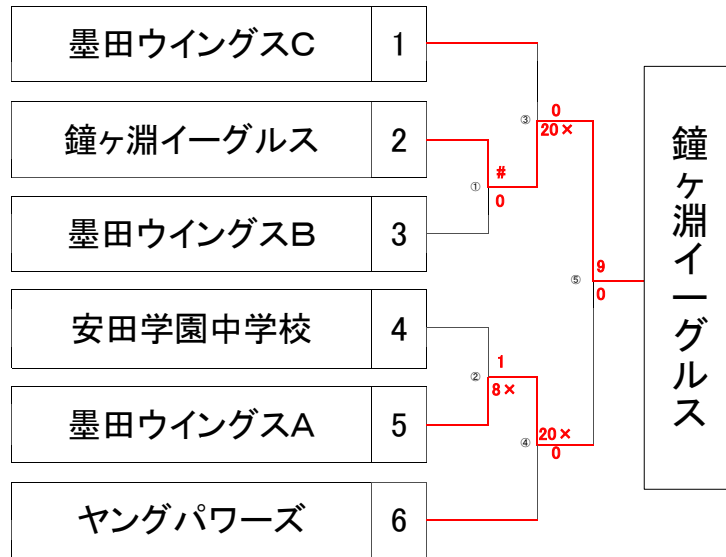 墨田ウイングスC 1
鐘ヶ淵イーグルス 2
墨田ウイングスB 3
安田学園中学校 4
墨田ウイングスA 5
ヤングパワーズ 6
① # 0
② 1 8×
③ 0 20×
④ 20× 0
⑤ 9 0
鐘ヶ淵イーグルス